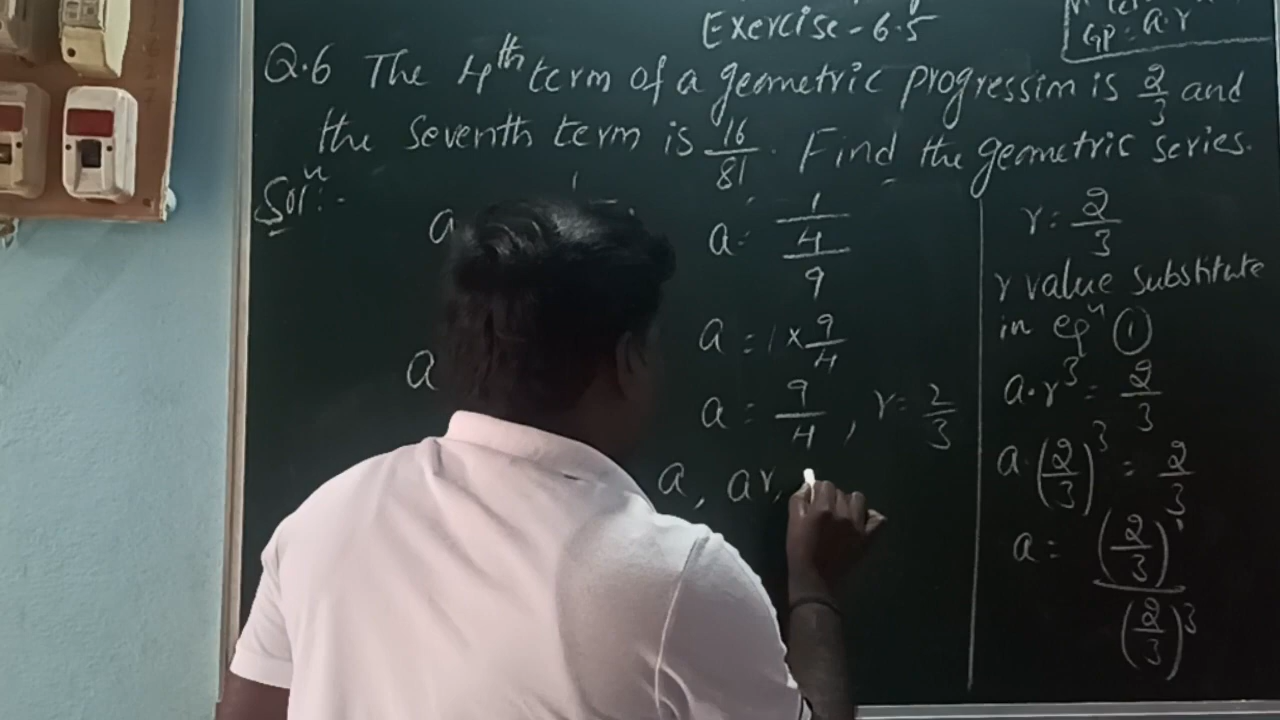 Exercise - 6.5
GP: a.r
Q.6 The 4th term of a geometric progression is 2/3 and
the seventh term is 16/81. Find the geometric series.
Solⁿ:-
a
a
a = 1/(4/9)
a = 1 × 9/4
a = 9/4, r = 2/3
a, ar,
r = 2/3
r value substitute
in eqⁿ ①
a.r³ = 2/3
a.(2/3)³ = 2/3
a = (2/3)¹/(2/3)³